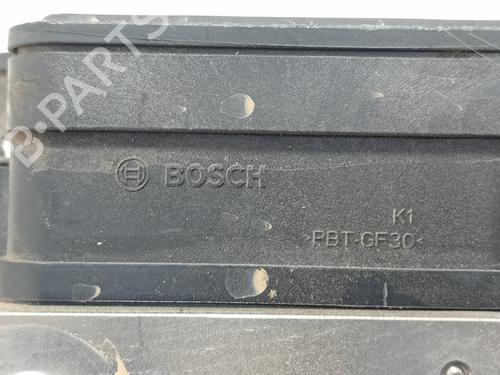 B-PARTS
BOSCH
K1
>PBT-GF30<